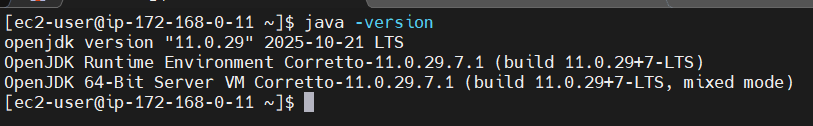 [ec2-user@ip-172-168-0-11 ~]$ java -version
openjdk version "11.0.29" 2025-10-21 LTS
OpenJDK Runtime Environment Corretto-11.0.29.7.1 (build 11.0.29+7-LTS)
OpenJDK 64-Bit Server VM Corretto-11.0.29.7.1 (build 11.0.29+7-LTS, mixed mode)
[ec2-user@ip-172-168-0-11 ~]$